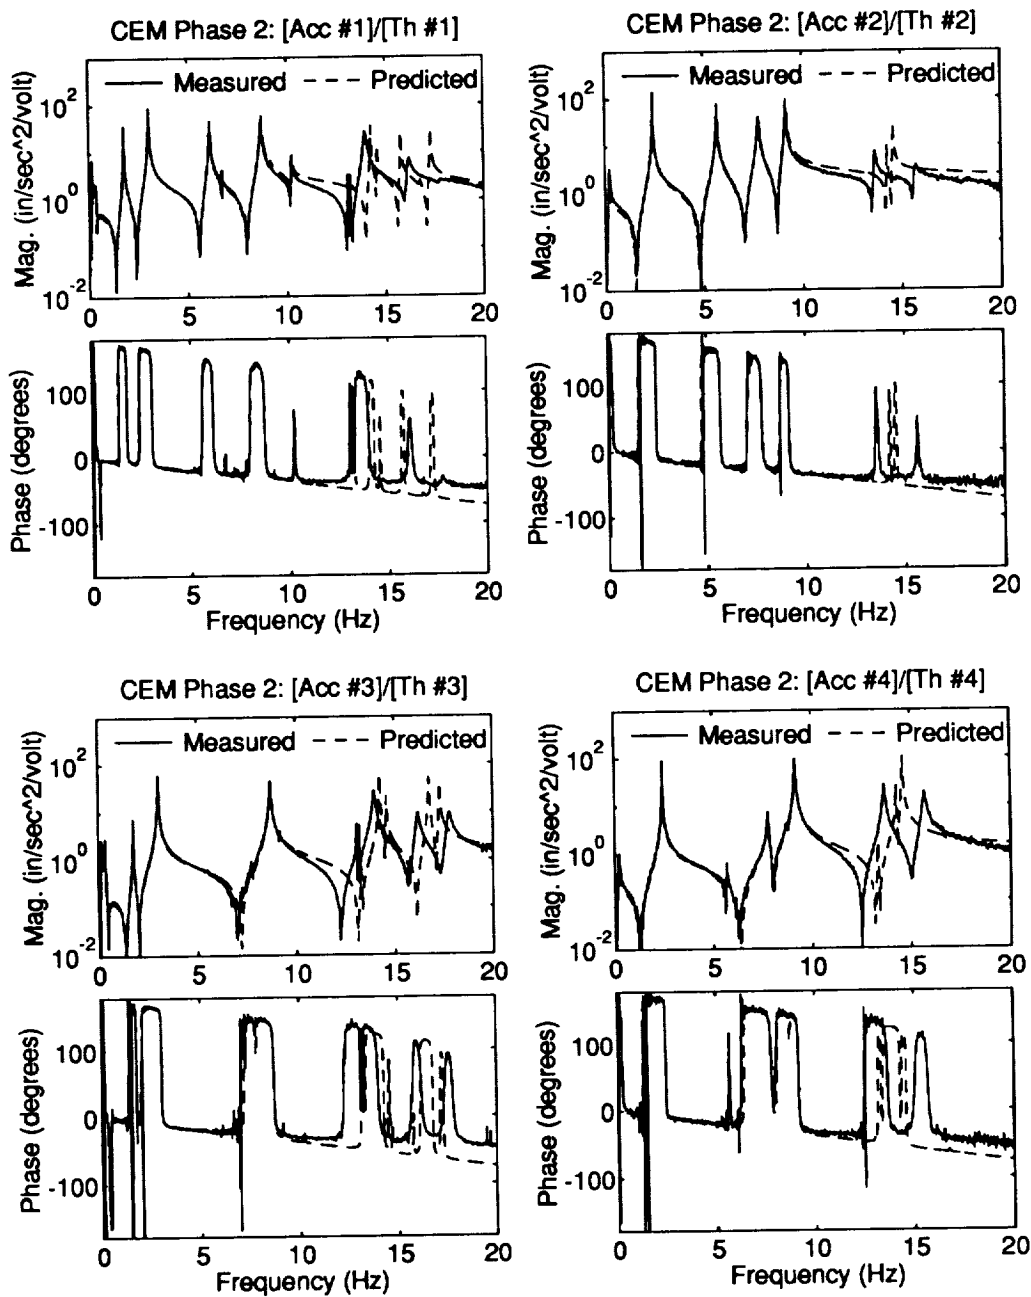 CEM Phase 2: [Acc #1]/[Th #1]
Measured
Predicted
Mag. (in/sec^2/volt)
10^2
10^0
10^-2
0 5 10 15 20
Phase (degrees)
100
0
-100
0 5 10 15 20
Frequency (Hz)
CEM Phase 2: [Acc #2]/[Th #2]
Measured
Predicted
Mag. (in/sec^2/volt)
10^2
10^0
10^-2
0 5 10 15 20
Phase (degrees)
100
0
-100
0 5 10 15 20
Frequency (Hz)
CEM Phase 2: [Acc #3]/[Th #3]
Measured
Predicted
Mag. (in/sec^2/volt)
10^2
10^0
10^-2
0 5 10 15 20
Phase (degrees)
100
0
-100
0 5 10 15 20
Frequency (Hz)
CEM Phase 2: [Acc #4]/[Th #4]
Measured
Predicted
Mag. (in/sec^2/volt)
10^2
10^0
10^-2
0 5 10 15 20
Phase (degrees)
100
0
-100
0 5 10 15 20
Frequency (Hz)